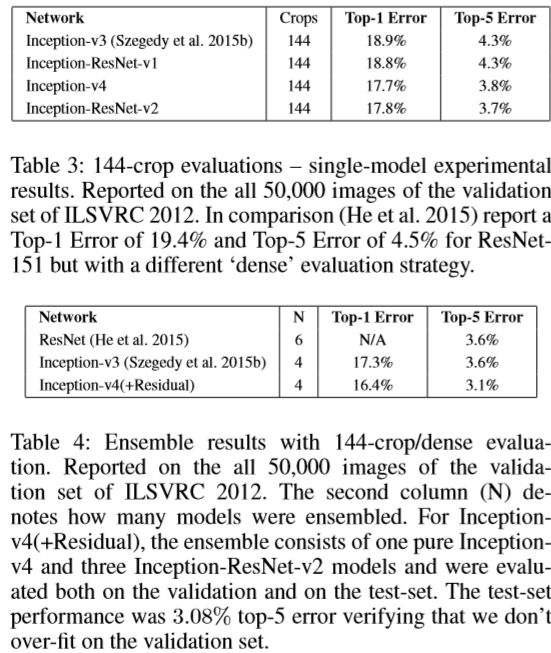 Network Crops Top-1 Error Top-5 Error
Inception-v3 (Szegedy et al. 2015b) 144 18.9% 4.3%
Inception-ResNet-v1 144 18.8% 4.3%
Inception-v4 144 17.7% 3.8%
Inception-ResNet-v2 144 17.8% 3.7%
Table 3: 144-crop evaluations – single-model experimental
results. Reported on the all 50,000 images of the validation
set of ILSVRC 2012. In comparison (He et al. 2015) report a
Top-1 Error of 19.4% and Top-5 Error of 4.5% for ResNet-
151 but with a different ‘dense’ evaluation strategy.
Network N Top-1 Error Top-5 Error
ResNet (He et al. 2015) 6 N/A 3.6%
Inception-v3 (Szegedy et al. 2015b) 4 17.3% 3.6%
Inception-v4(+Residual) 4 16.4% 3.1%
Table 4: Ensemble results with 144-crop/dense evalua-
tion. Reported on the all 50,000 images of the valida-
tion set of ILSVRC 2012. The second column (N) de-
notes how many models were ensembled. For Inception-
v4(+Residual), the ensemble consists of one pure Inception-
v4 and three Inception-ResNet-v2 models and were evalu-
ated both on the validation and on the test-set. The test-set
performance was 3.08% top-5 error verifying that we don’t
over-fit on the validation set.